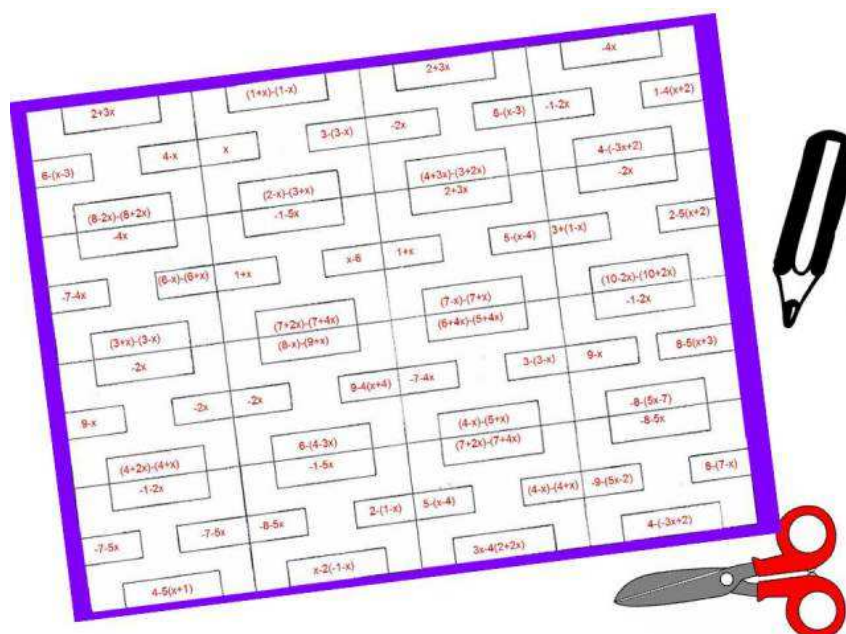 2+3x
(1+x)-(1-x)
2+3x
-4x
6-(x-3)
4-x
x
3-(3-x)
-2x
6-(x-3)
-1-2x
1-4(x+2)
(8-2x)-(8+2x)
-4x
(2-x)-(3+x)
-1-5x
(4+3x)-(3+2x)
2+3x
4-(-3x+2)
-2x
-7-4x
(6-x)-(6+x)
1+x
x-6
1+x
5-(x-4)
3+(1-x)
2-5(x+2)
(3+x)-(3-x)
-2x
(7+2x)-(7+4x)
(8-x)-(9+x)
(7-x)-(7+x)
(6+4x)-(5+4x)
(10-2x)-(10+2x)
-1-2x
9-x
-2x
-2x
9-4(x+4)
-7-4x
3-(3-x)
9-x
8-5(x+3)
(4+2x)-(4+x)
-1-2x
6-(4-3x)
-1-5x
(4-x)-(5+x)
(7+2x)-(7+4x)
-8-(5x-7)
-8-5x
-7-5x
-7-5x
-8-5x
2-(1-x)
5-(x-4)
(4-x)-(4+x)
-9-(5x-2)
8-(7-x)
4-5(x+1)
x-2(-1-x)
3x-4(2+2x)
4-(-3x+2)